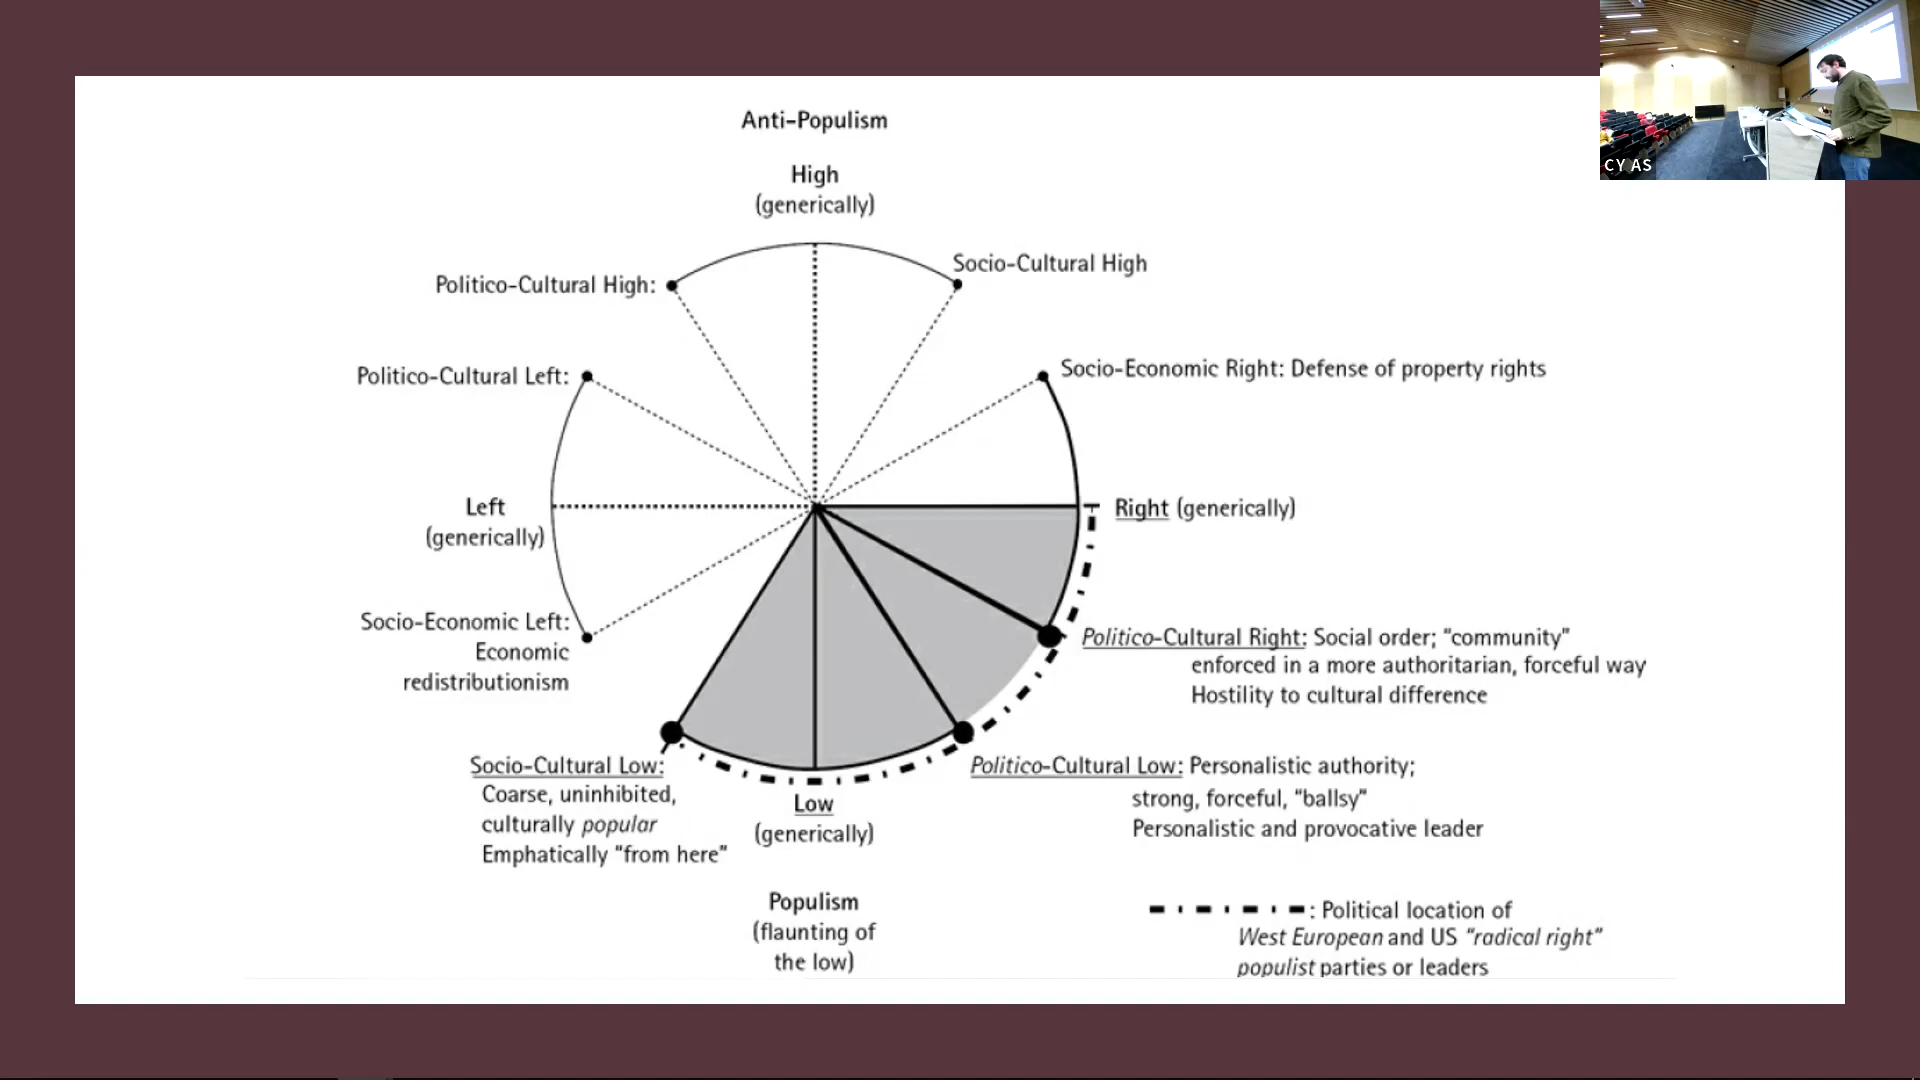 Anti-Populism
High
(generically)
Socio-Cultural High
Politico-Cultural High:
Socio-Economic Right: Defense of property rights
Politico-Cultural Left:
Left
(generically)
Right (generically)
Socio-Economic Left:
Economic
redistributionism
Politico-Cultural Right: Social order; “community”
enforced in a more authoritarian, forceful way
Hostility to cultural difference
Socio-Cultural Low:
Coarse, uninhibited,
culturally popular
Emphatically “from here”
Low
(generically)
Politico-Cultural Low: Personalistic authority;
strong, forceful, “ballsy”
Personalistic and provocative leader
Populism
(flaunting of
the low)
: Political location of
West European and US “radical right”
populist parties or leaders
CY AS